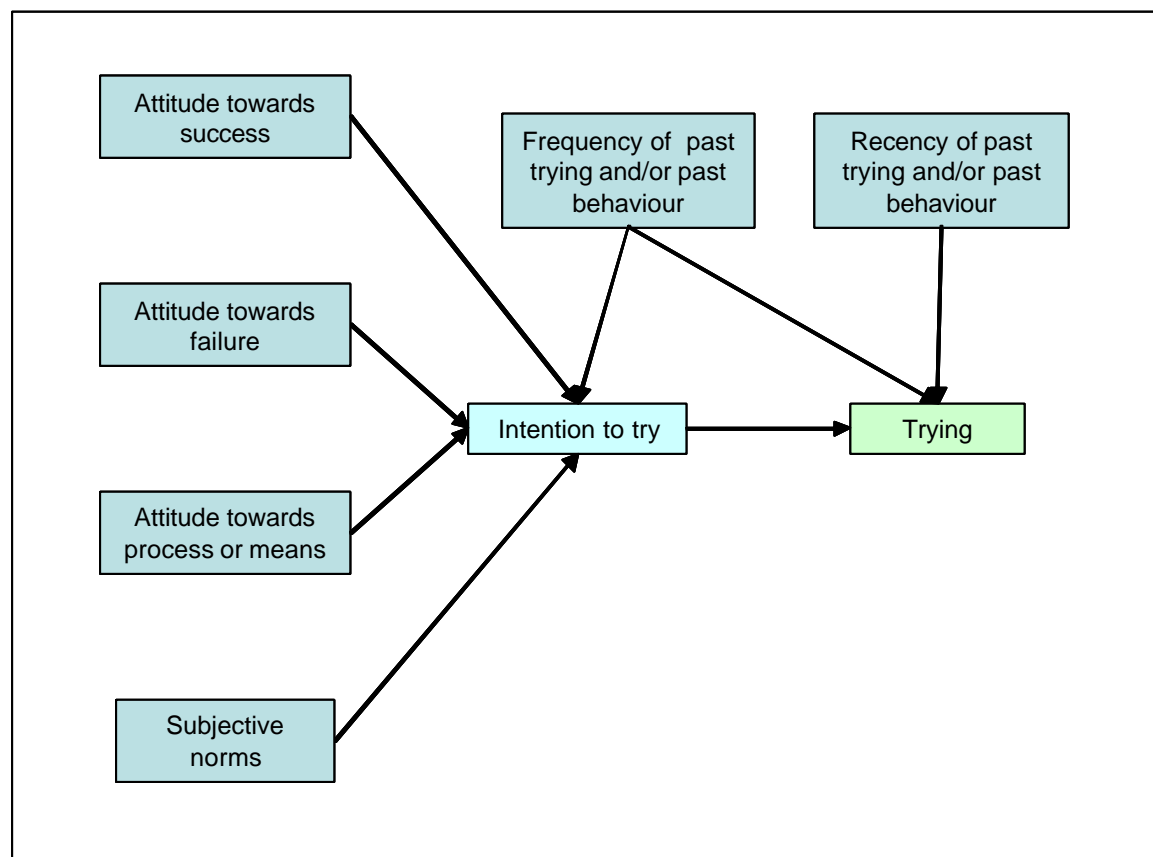 Attitude towards
success
Frequency of  past
trying and/or past
behaviour
Recency of past
trying and/or past
behaviour
Attitude towards
failure
Intention to try
Trying
Attitude towards
process or means
Subjective
norms